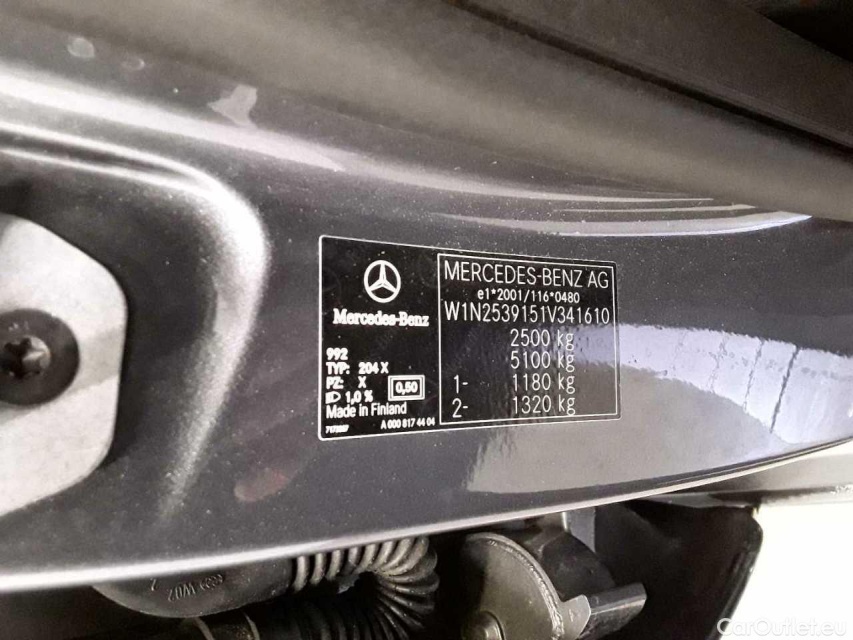 Mercedes-Benz
992
TYP: 204 X
PZ: X
1,0 %
0,50
Made in Finland
A 000 817 44 04
MERCEDES-BENZ AG
e1*2001/116*0480
W1N2539151V341610
2500 kg
5100 kg
1- 1180 kg
2- 1320 kg
CarOutlet.eu